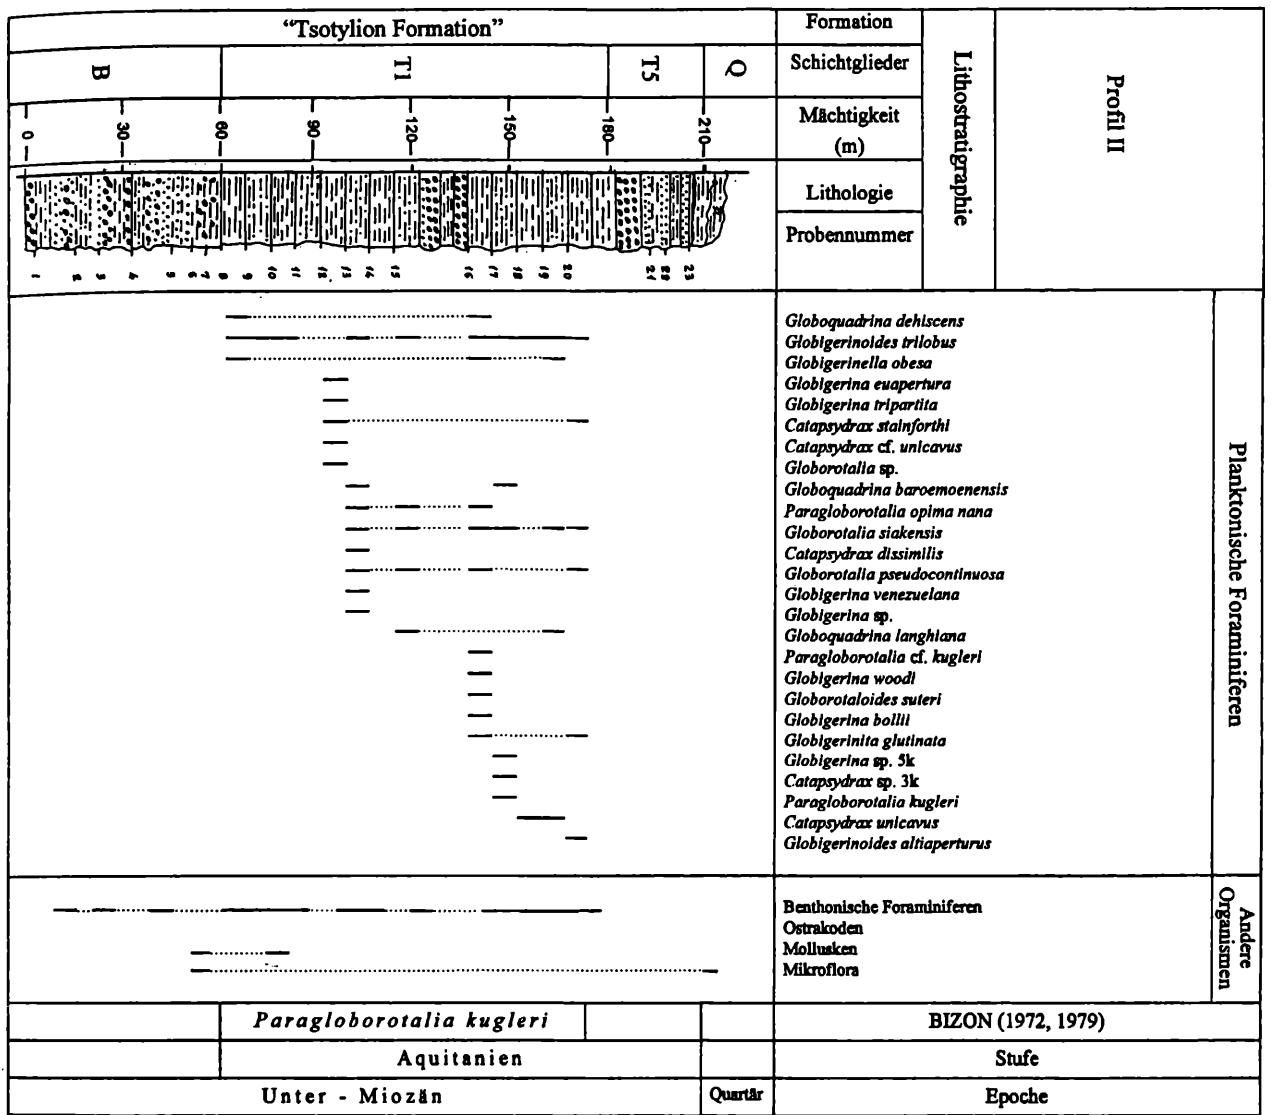 "Tsotylion Formation"
Formation
B
T1
T5
Q
Schichtglieder
Mächtigkeit
(m)
0
30
60
90
120
150
180
210
Lithologie
Probennummer
1 2 3 4 5 6 7 8 9 10 11 12 13 14 15 16 17 18 19 20 21 22 23
Lithostratigraphie
Profil II
Globoquadrina dehiscens
Globigerinoides trilobus
Globigerinella obesa
Globigerina euapertura
Globigerina tripartita
Catapsydrax stainforthi
Catapsydrax cf. unicavus
Globorotalia sp.
Globoquadrina baroemoenensis
Paragloborotalia opima nana
Globorotalia siakensis
Catapsydrax dissimilis
Globorotalia pseudocontinuosa
Globigerina venezuelana
Globigerina sp.
Globoquadrina langhiana
Paragloborotalia cf. kugleri
Globigerina woodi
Globorotaloides suteri
Globigerina bollii
Globigerinita glutinata
Globigerina sp. 5k
Catapsydrax sp. 3k
Paragloborotalia kugleri
Catapsydrax unicavus
Globigerinoides altiaperturus
Planktonische Foraminiferen
Benthonische Foraminiferen
Ostrakoden
Mollusken
Mikroflora
Andere
Organismen
Paragloborotalia kugleri
BIZON (1972, 1979)
Aquitanien
Stufe
Unter - Miozän
Quartär
Epoche